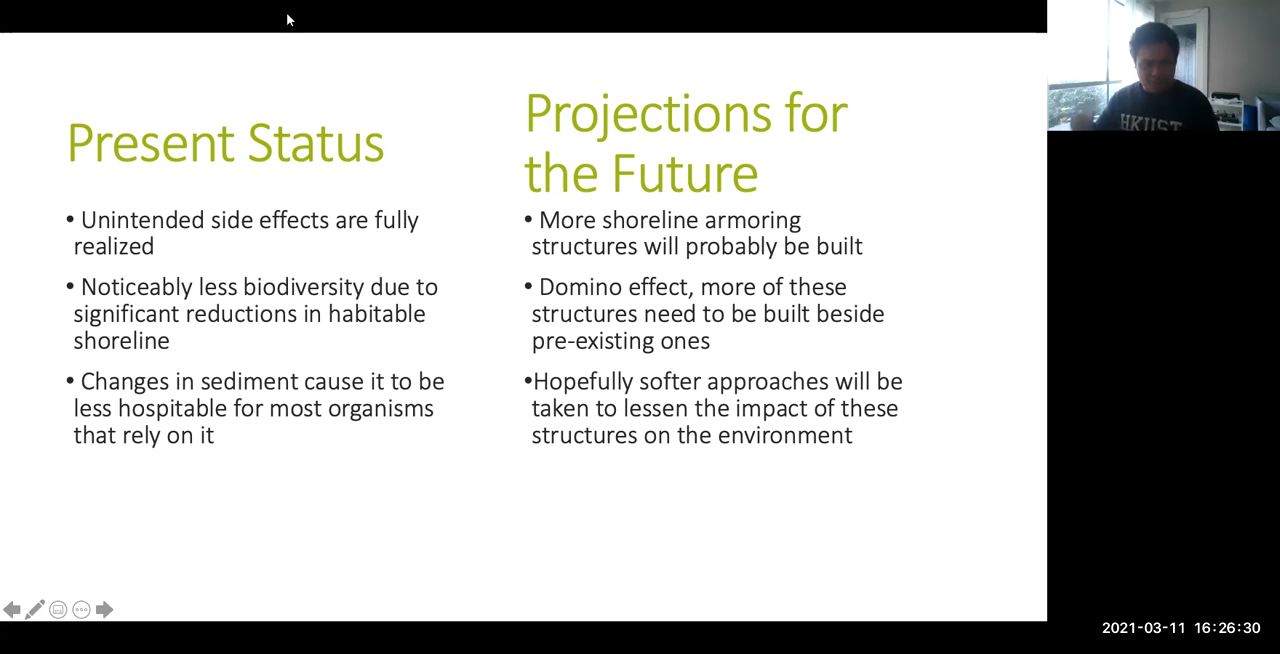 Present Status
• Unintended side effects are fully
realized
• Noticeably less biodiversity due to
significant reductions in habitable
shoreline
• Changes in sediment cause it to be
less hospitable for most organisms
that rely on it
Projections for
the Future
• More shoreline armoring
structures will probably be built
• Domino effect, more of these
structures need to be built beside
pre-existing ones
•Hopefully softer approaches will be
taken to lessen the impact of these
structures on the environment
HKUST
2021-03-11 16:26:30